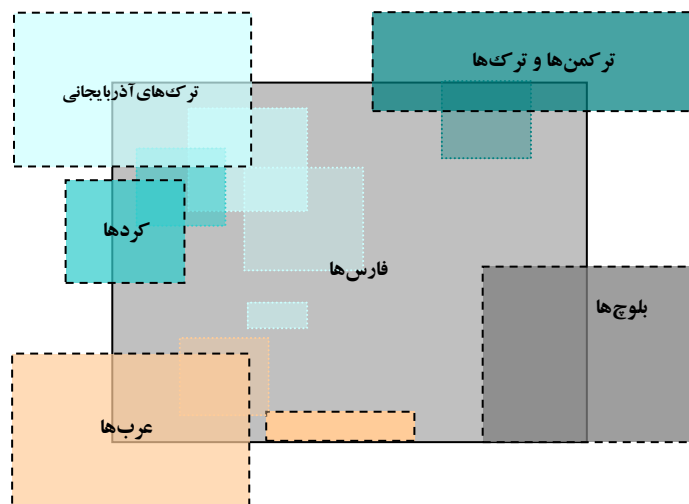 ترکمن‌ها و ترک‌ها
ترک‌های آذربایجانی
کردها
فارس‌ها
بلوچ‌ها
عرب‌ها